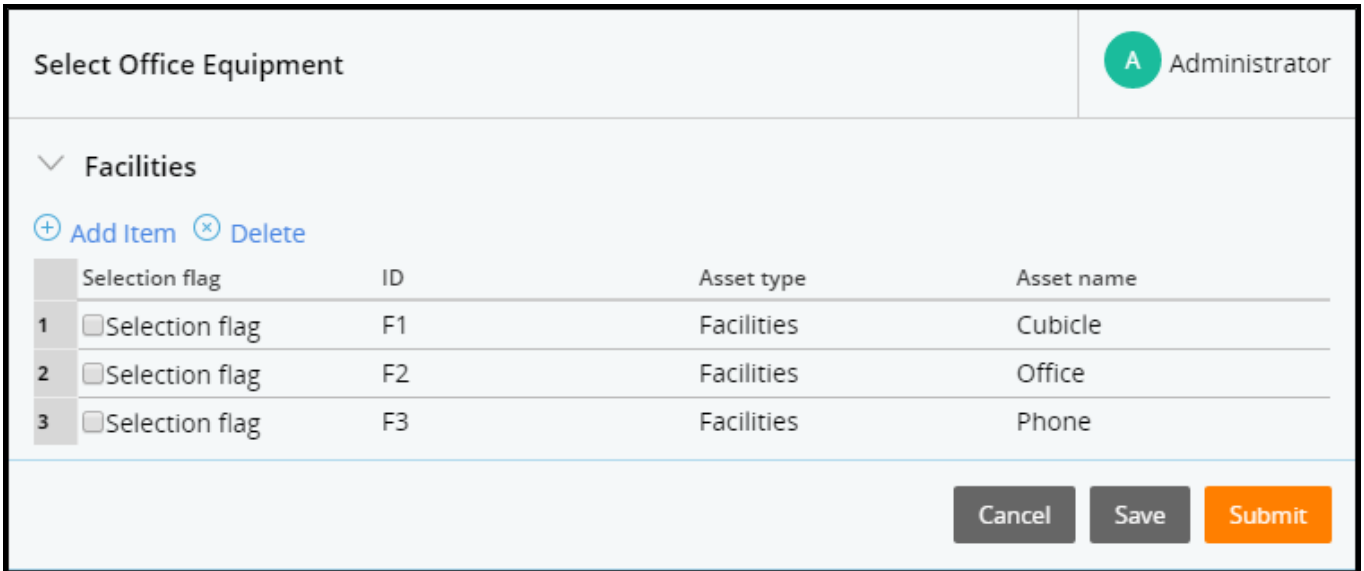 Select Office Equipment
A Administrator
Facilities
Add Item Delete
Selection flag ID Asset type Asset name
1 Selection flag F1 Facilities Cubicle
2 Selection flag F2 Facilities Office
3 Selection flag F3 Facilities Phone
Cancel Save Submit